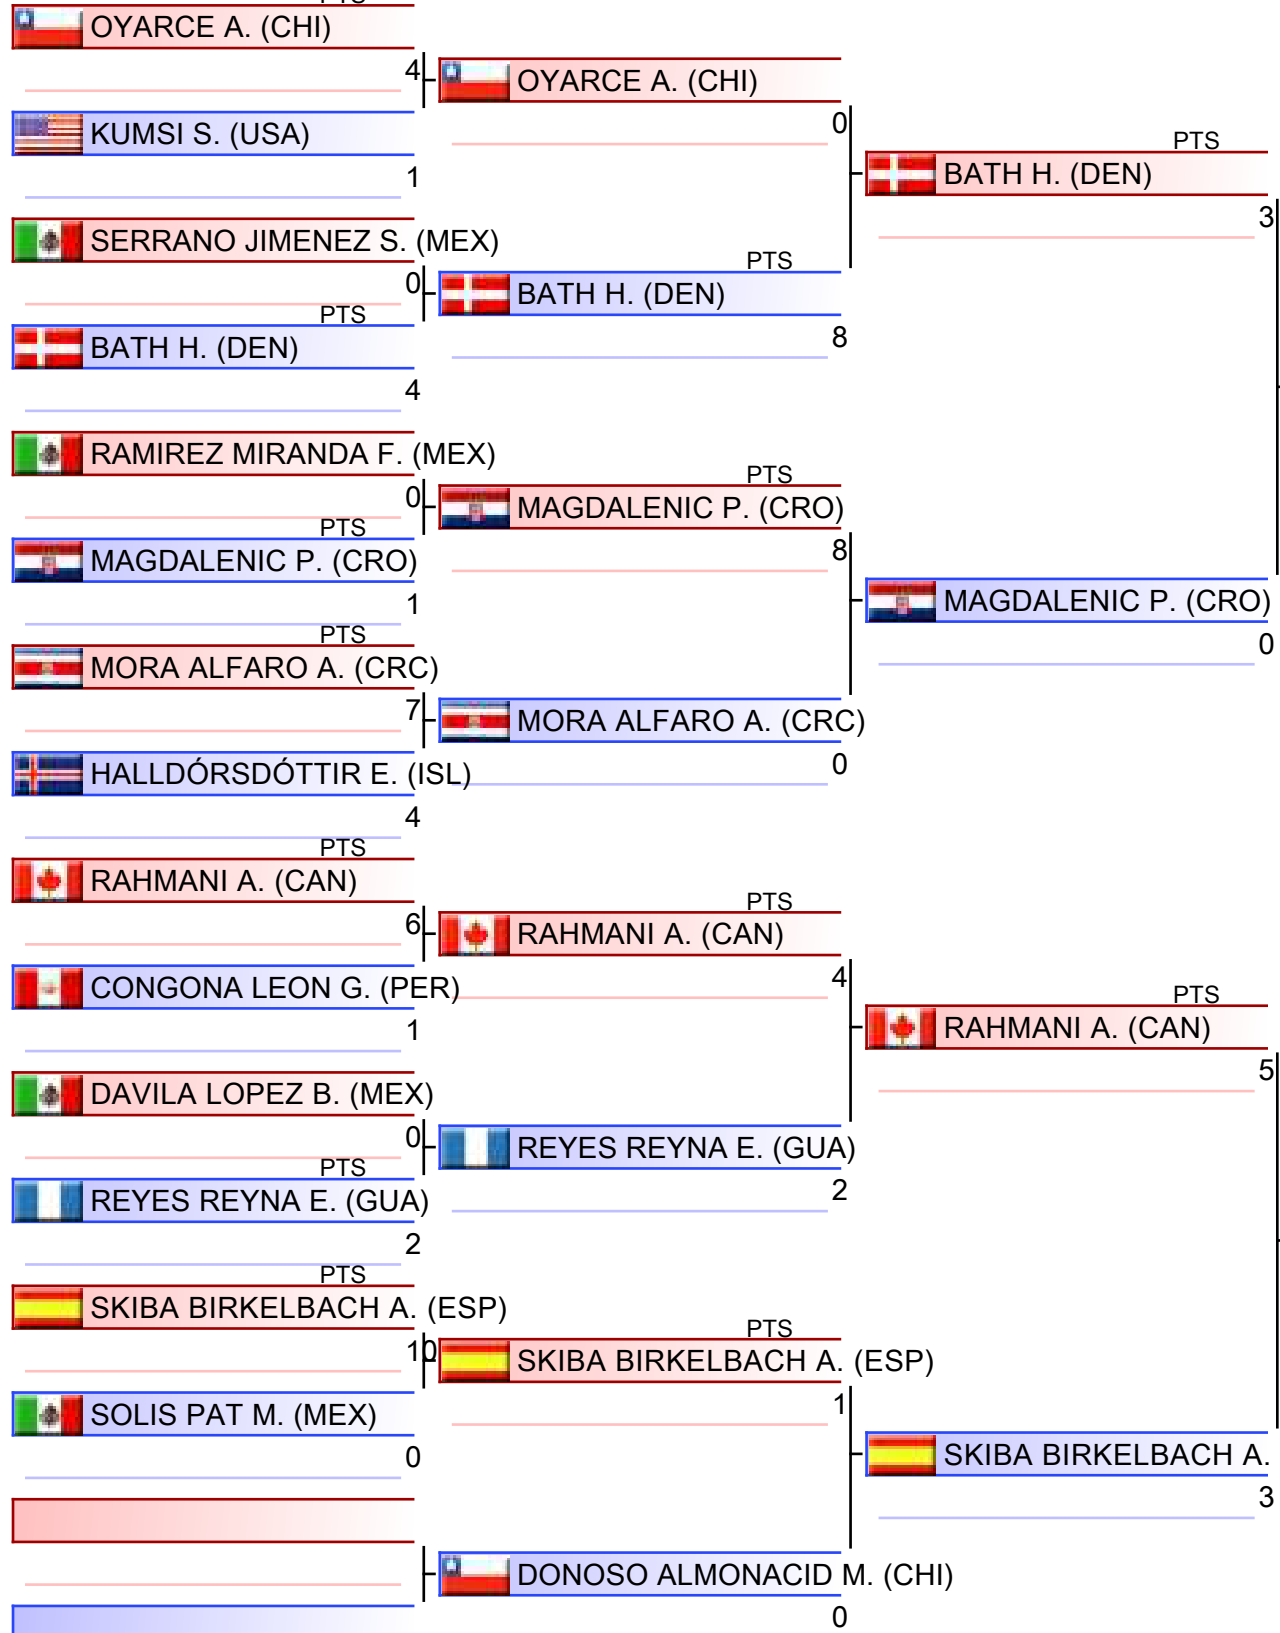 PTS
OYARCE A. (CHI)
4
KUMSI S. (USA)
1
SERRANO JIMENEZ S. (MEX)
0
PTS
BATH H. (DEN)
4
RAMIREZ MIRANDA F. (MEX)
0
PTS
MAGDALENIC P. (CRO)
1
PTS
MORA ALFARO A. (CRC)
7
HALLDÓRSDÓTTIR E. (ISL)
4
PTS
RAHMANI A. (CAN)
6
CONGONA LEON G. (PER)
1
DAVILA LOPEZ B. (MEX)
0
PTS
REYES REYNA E. (GUA)
2
PTS
SKIBA BIRKELBACH A. (ESP)
10
SOLIS PAT M. (MEX)
0
OYARCE A. (CHI)
0
PTS
BATH H. (DEN)
8
PTS
MAGDALENIC P. (CRO)
8
MORA ALFARO A. (CRC)
0
PTS
RAHMANI A. (CAN)
4
REYES REYNA E. (GUA)
2
PTS
SKIBA BIRKELBACH A. (ESP)
1
DONOSO ALMONACID M. (CHI)
0
PTS
BATH H. (DEN)
3
MAGDALENIC P. (CRO)
0
PTS
RAHMANI A. (CAN)
5
SKIBA BIRKELBACH A.
3